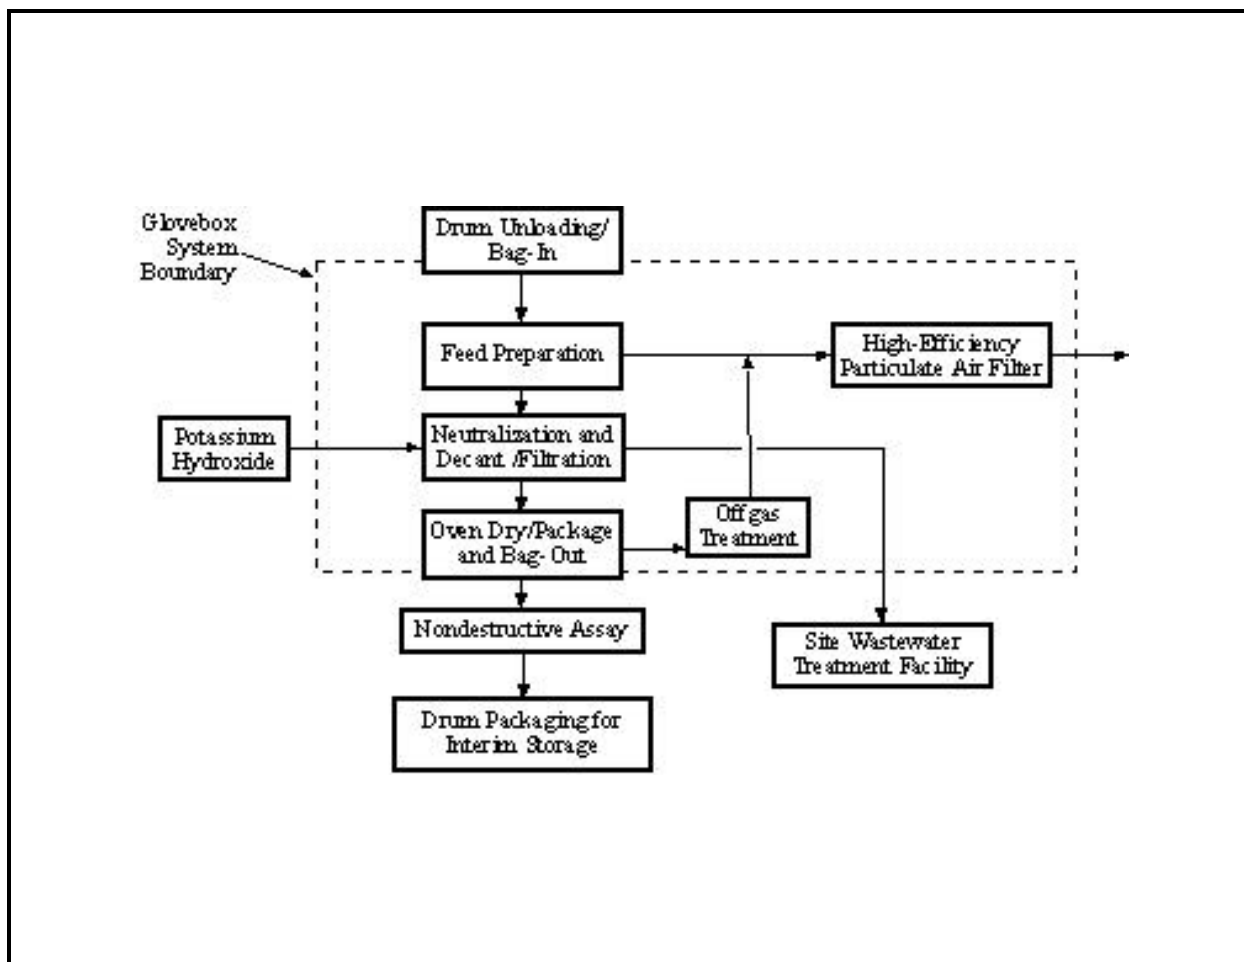 Glovebox
System
Boundary
Drum Unloading/
Bag-In
Feed Preparation
High-Efficiency
Particulate Air Filter
Potassium
Hydroxide
Neutralization and
Decant /Filtration
Oven Dry/Package
and Bag-Out
Offgas
Treatment
Nondestructive Assay
Site Wastewater
Treatment Facility
Drum Packaging for
Interim Storage